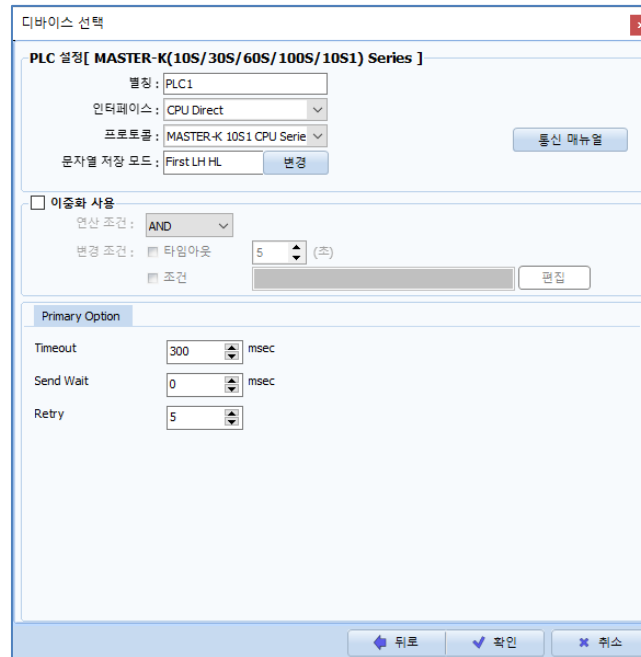 디바이스 선택
PLC 설정[ MASTER-K(10S/30S/60S/100S/10S1) Series ]
별칭 : PLC1
인터페이스 : CPU Direct
프로토콜 : MASTER-K 10S1 CPU Serie
통신 매뉴얼
문자열 저장 모드 : First LH HL 변경
이중화 사용
연산 조건 : AND
변경 조건 : 타임아웃 5 (초)
조건 편집
Primary Option
Timeout 300 msec
Send Wait 0 msec
Retry 5
뒤로 확인 취소